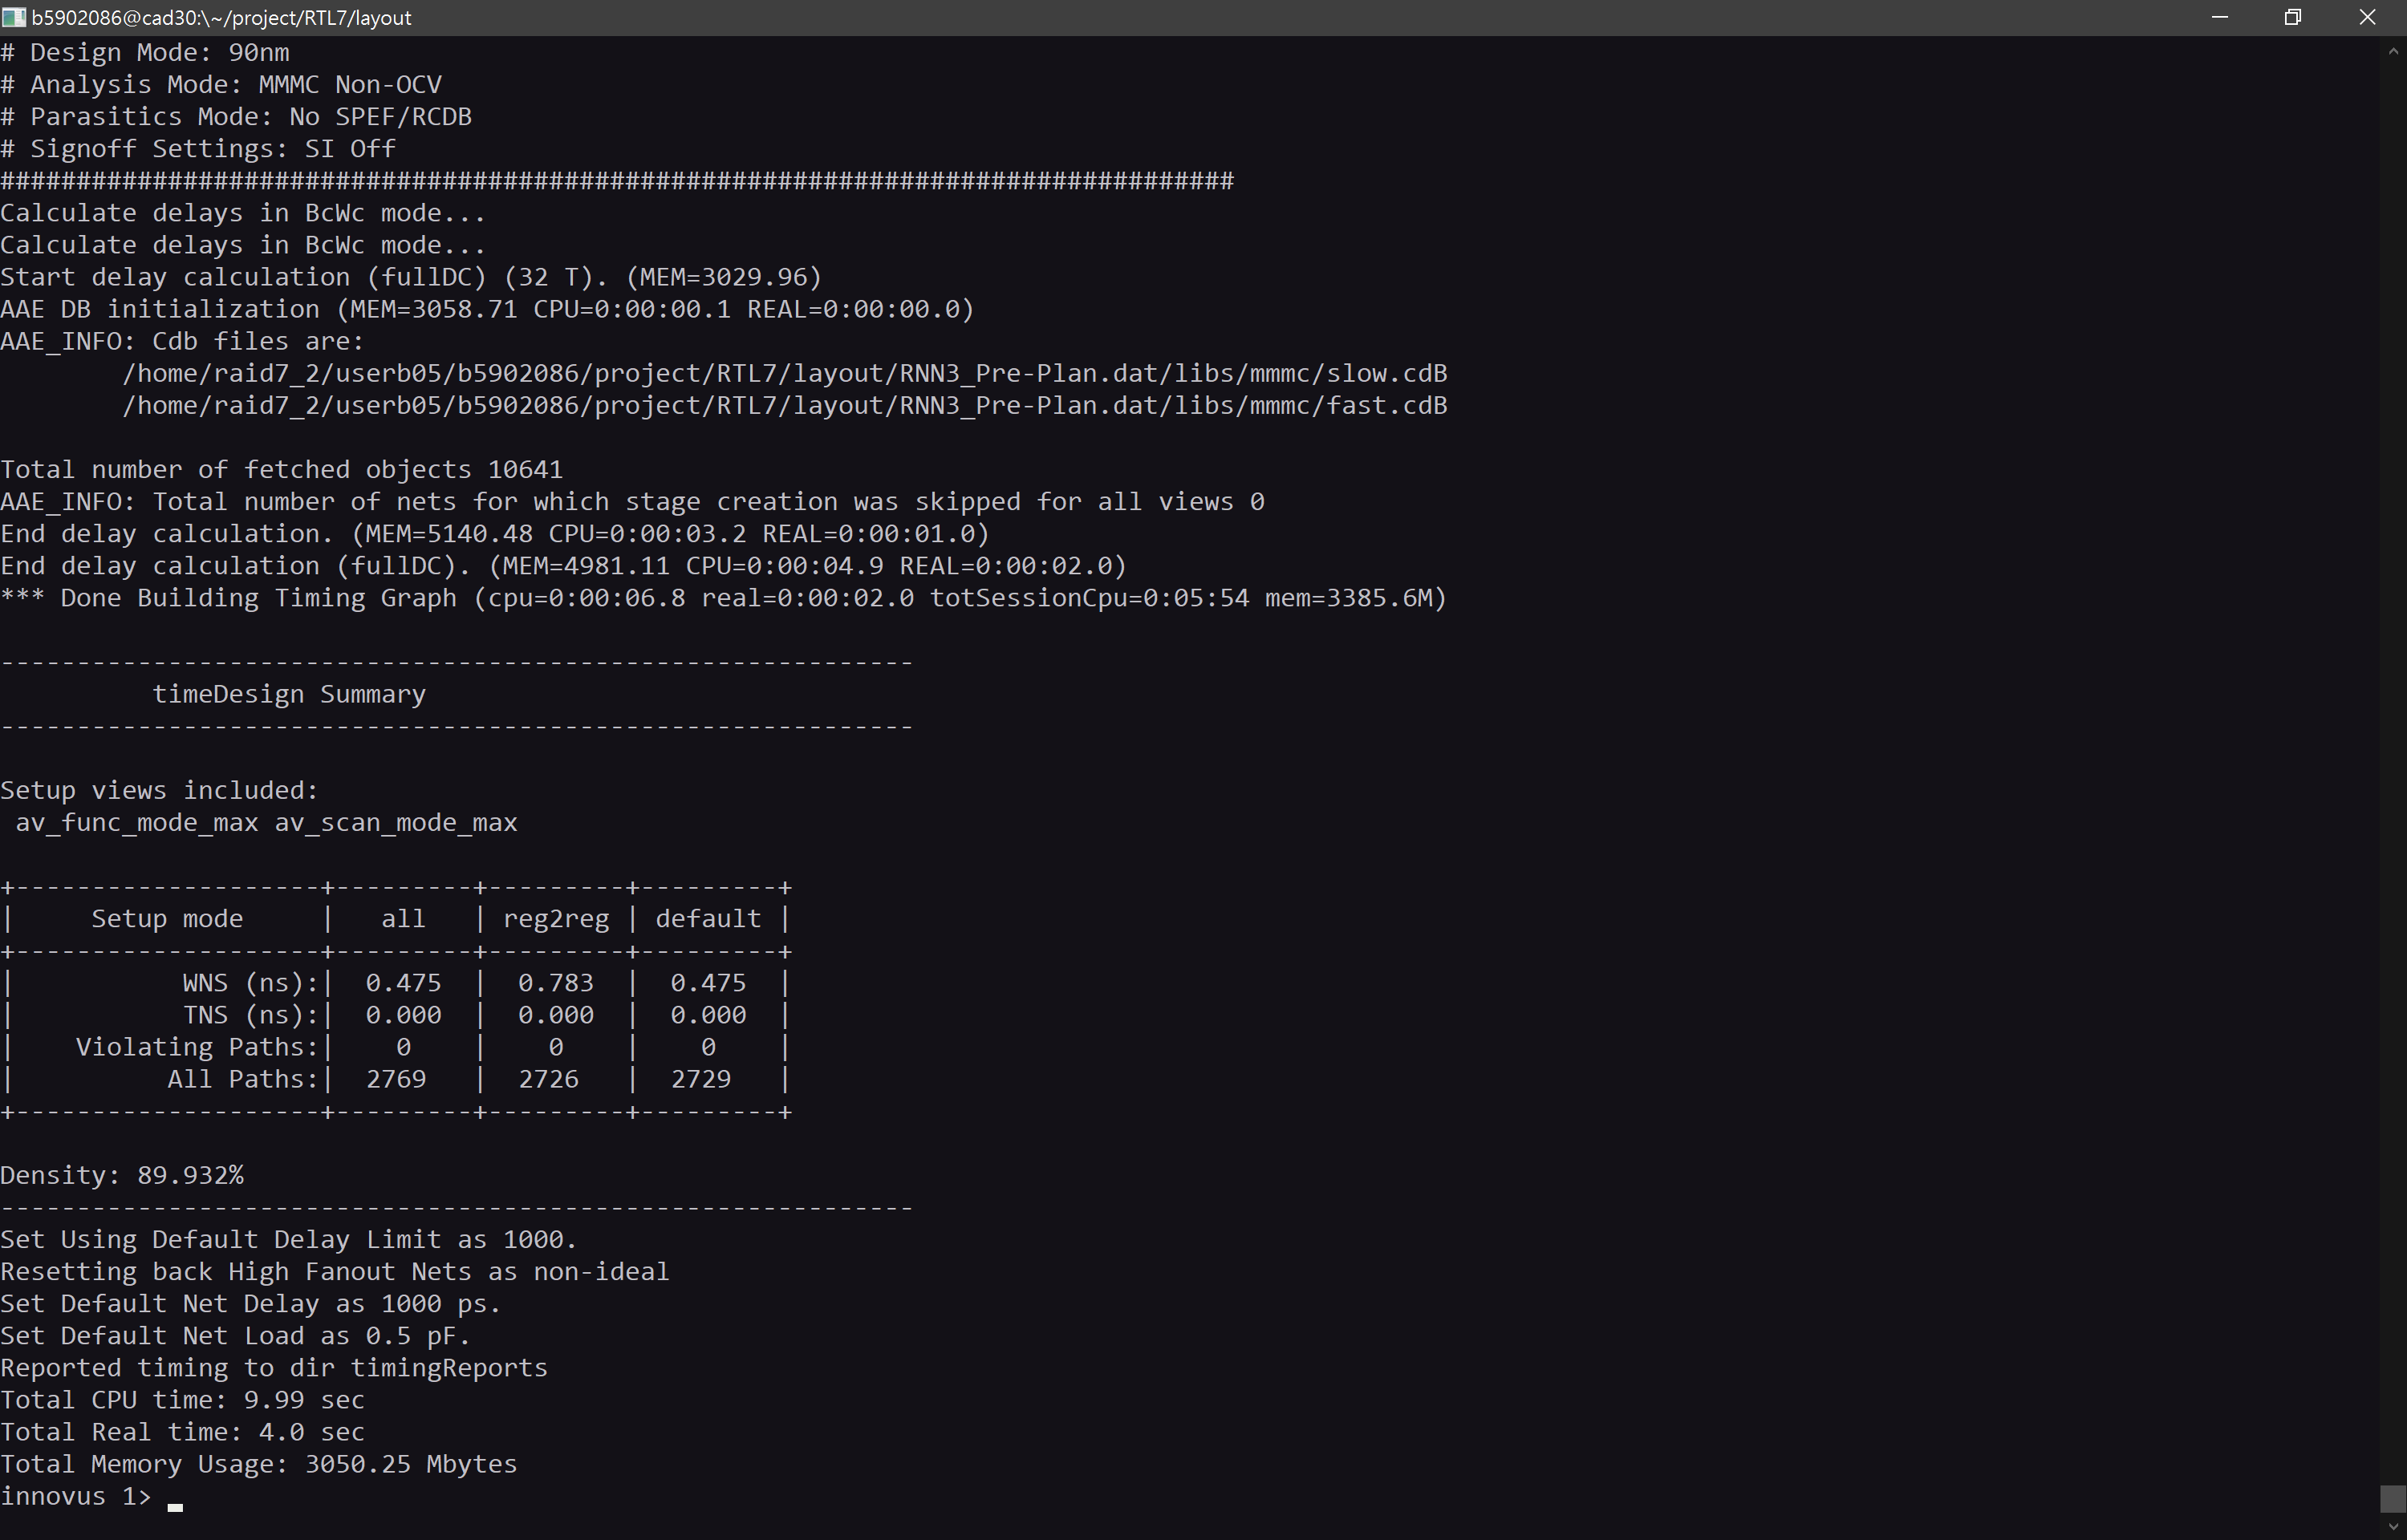 b5902086@cad30:\~/project/RTL7/layout
# Design Mode: 90nm
# Analysis Mode: MMMC Non-OCV
# Parasitics Mode: No SPEF/RCDB
# Signoff Settings: SI Off
#################################################################################
Calculate delays in BcWc mode...
Calculate delays in BcWc mode...
Start delay calculation (fullDC) (32 T). (MEM=3029.96)
AAE DB initialization (MEM=3058.71 CPU=0:00:00.1 REAL=0:00:00.0)
AAE_INFO: Cdb files are:
        /home/raid7_2/userb05/b5902086/project/RTL7/layout/RNN3_Pre-Plan.dat/libs/mmmc/slow.cdB
        /home/raid7_2/userb05/b5902086/project/RTL7/layout/RNN3_Pre-Plan.dat/libs/mmmc/fast.cdB
Total number of fetched objects 10641
AAE_INFO: Total number of nets for which stage creation was skipped for all views 0
End delay calculation. (MEM=5140.48 CPU=0:00:03.2 REAL=0:00:01.0)
End delay calculation (fullDC). (MEM=4981.11 CPU=0:00:04.9 REAL=0:00:02.0)
*** Done Building Timing Graph (cpu=0:00:06.8 real=0:00:02.0 totSessionCpu=0:05:54 mem=3385.6M)
------------------------------------------------------------
          timeDesign Summary
------------------------------------------------------------
Setup views included:
 av_func_mode_max av_scan_mode_max
+--------------------+---------+---------+---------+
|     Setup mode     |   all   | reg2reg | default |
+--------------------+---------+---------+---------+
|           WNS (ns):|  0.475  |  0.783  |  0.475  |
|           TNS (ns):|  0.000  |  0.000  |  0.000  |
|    Violating Paths:|    0    |    0    |    0    |
|          All Paths:|  2769   |  2726   |  2729   |
+--------------------+---------+---------+---------+
Density: 89.932%
------------------------------------------------------------
Set Using Default Delay Limit as 1000.
Resetting back High Fanout Nets as non-ideal
Set Default Net Delay as 1000 ps.
Set Default Net Load as 0.5 pF.
Reported timing to dir timingReports
Total CPU time: 9.99 sec
Total Real time: 4.0 sec
Total Memory Usage: 3050.25 Mbytes
innovus 1>